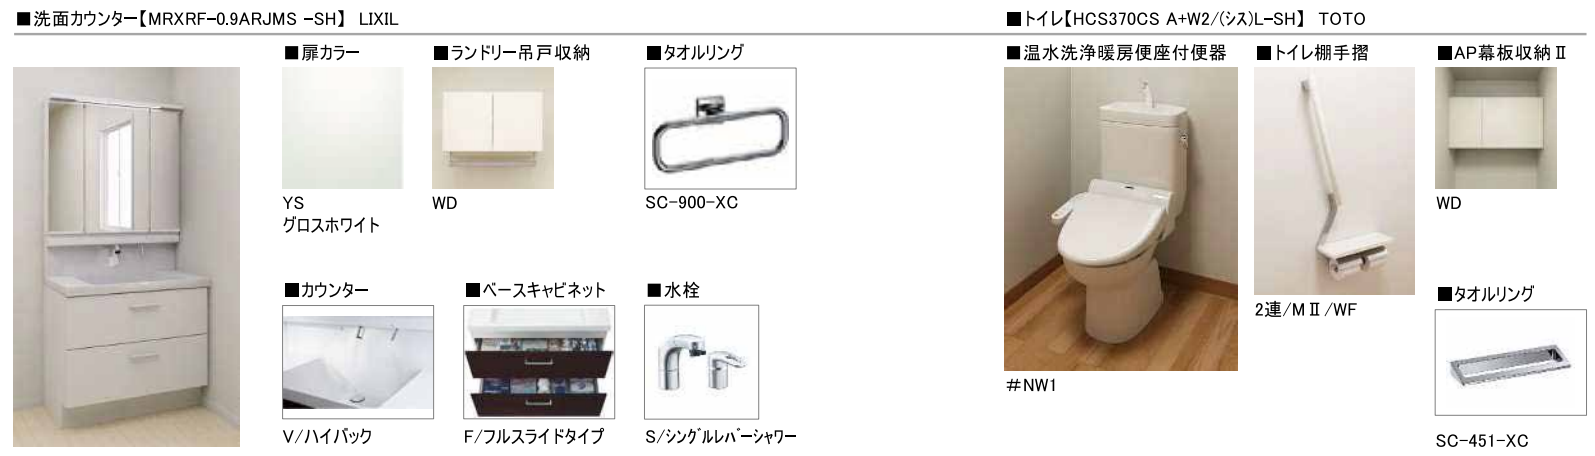 ■洗面カウンター【MRXRF-0.9ARJMS -SH】 LIXIL
■扉カラー
YS
グロスホワイト
■ランドリー吊戸収納
WD
■タオルリング
SC-900-XC
■カウンター
V/ハイバック
■ベースキャビネット
F/フルスライドタイプ
■水栓
S/シングルレバーシャワー
■トイレ【HCS370CS A+W2/(シス)L-SH】 TOTO
■温水洗浄暖房便座付便器
#NW1
■トイレ棚手摺
2連/MⅡ/WF
■AP幕板収納Ⅱ
WD
■タオルリング
SC-451-XC